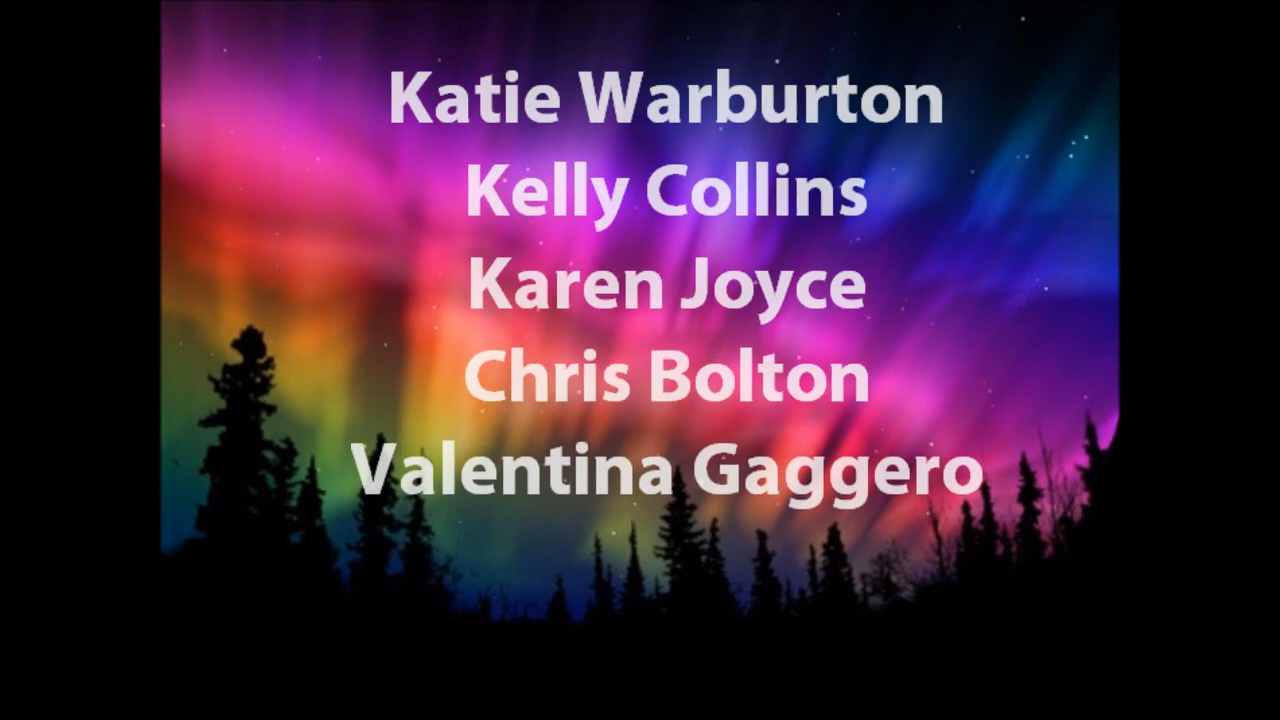 Katie Warburton
Kelly Collins
Karen Joyce
Chris Bolton
Valentina Gaggero